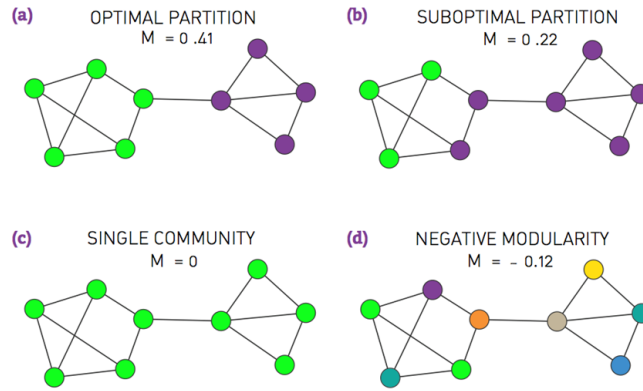 (a) OPTIMAL PARTITION
M = 0.41
(b) SUBOPTIMAL PARTITION
M = 0.22
(c) SINGLE COMMUNITY
M = 0
(d) NEGATIVE MODULARITY
M = - 0.12